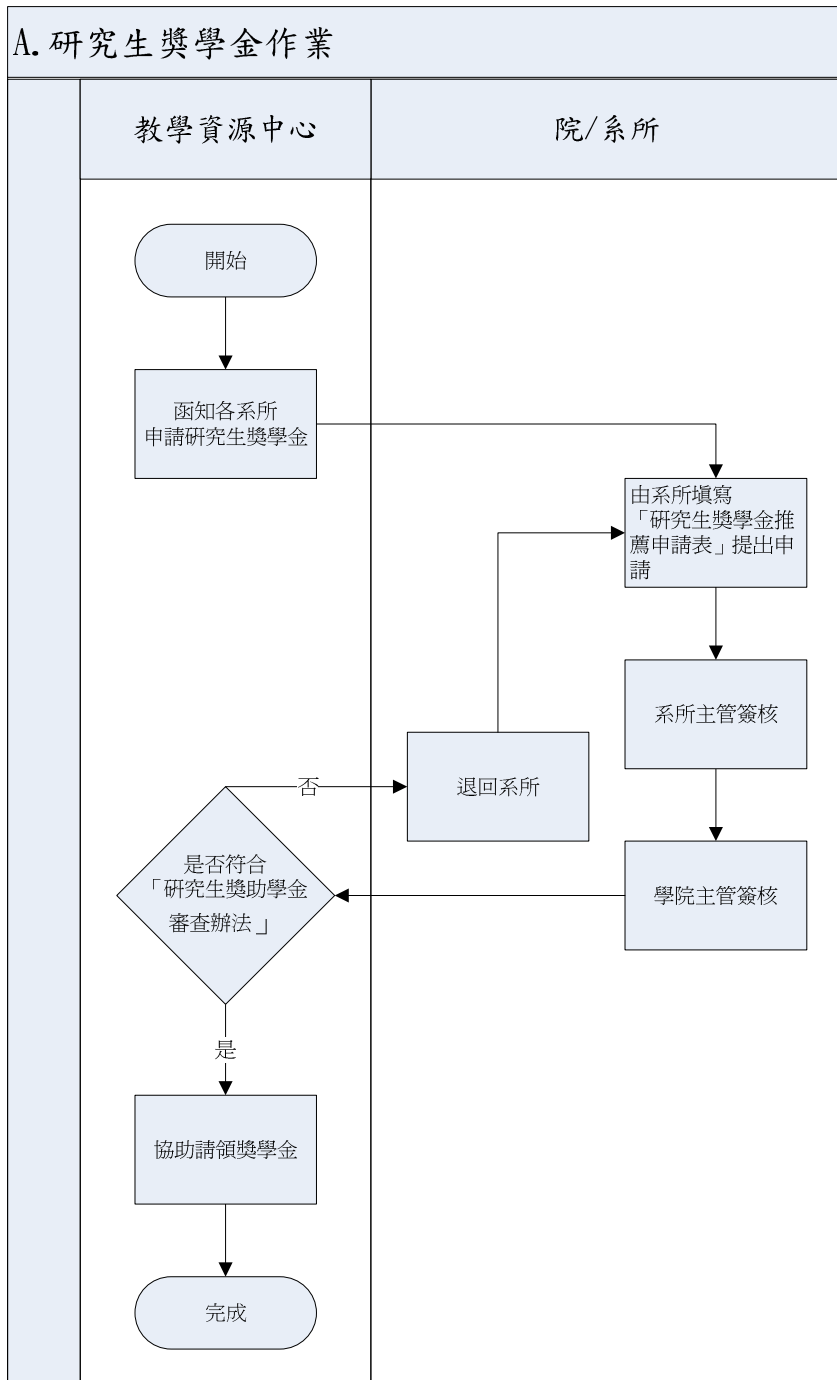 A.研究生獎學金作業
教學資源中心
院/系所
開始
函知各系所
申請研究生獎學金
由系所填寫
「研究生獎學金推
薦申請表」提出申
請
系所主管簽核
退回系所
否
是否符合
「研究生獎助學金
審查辦法」
學院主管簽核
是
協助請領獎學金
完成